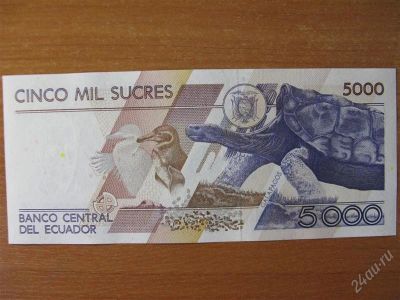 CINCO MIL SUCRES
5000
BANCO CENTRAL
DEL ECUADOR
5000
24au.ru